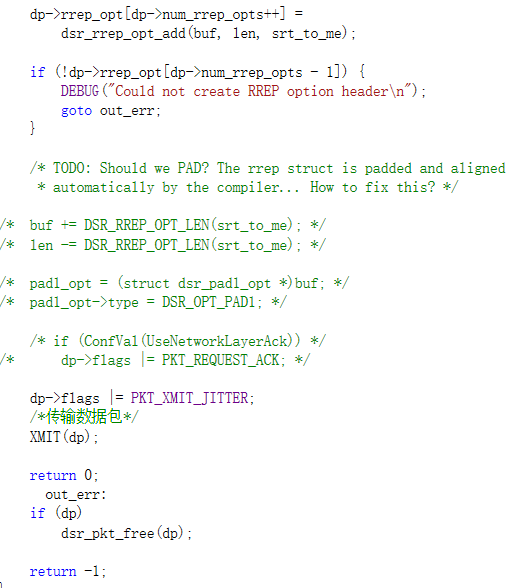 dp->rrep_opt[dp->num_rrep_opts++] =
dsr_rrep_opt_add(buf, len, srt_to_me);
if (!dp->rrep_opt[dp->num_rrep_opts - 1]) {
DEBUG("Could not create RREP option header\n");
goto out_err;
}
/* TODO: Should we PAD? The rrep struct is padded and aligned
* automatically by the compiler... How to fix this? */
/* buf += DSR_RREP_OPT_LEN(srt_to_me); */
/* len -= DSR_RREP_OPT_LEN(srt_to_me); */
/* pad1_opt = (struct dsr_pad1_opt *)buf; */
/* pad1_opt->type = DSR_OPT_PAD1; */
/* if (ConfVal(UseNetworkLayerAck)) */
/* dp->flags |= PKT_REQUEST_ACK; */
dp->flags |= PKT_XMIT_JITTER;
/*传输数据包*/
XMIT(dp);
return 0;
out_err:
if (dp)
dsr_pkt_free(dp);
return -1;